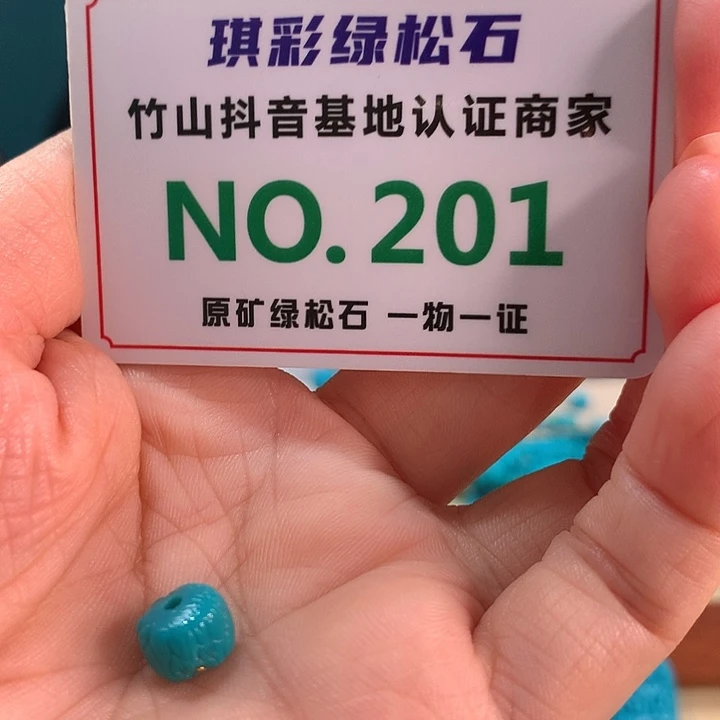 琪彩绿松石
竹山抖音基地认证商家
NO.201
原矿绿松石 一物一证